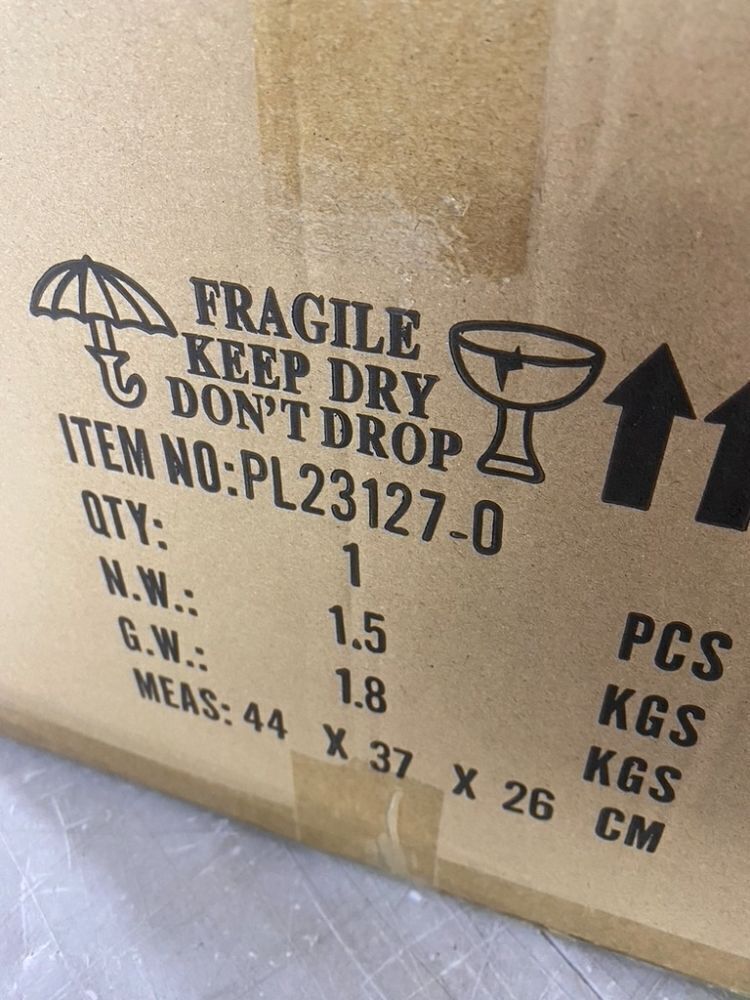 FRAGILE
KEEP DRY
DON'T DROP
ITEM NO:PL23127-0
QTY: 1 PCS
N.W.: 1.5 KGS
G.W.: 1.8 KGS
MEAS: 44 X 37 X 26 CM